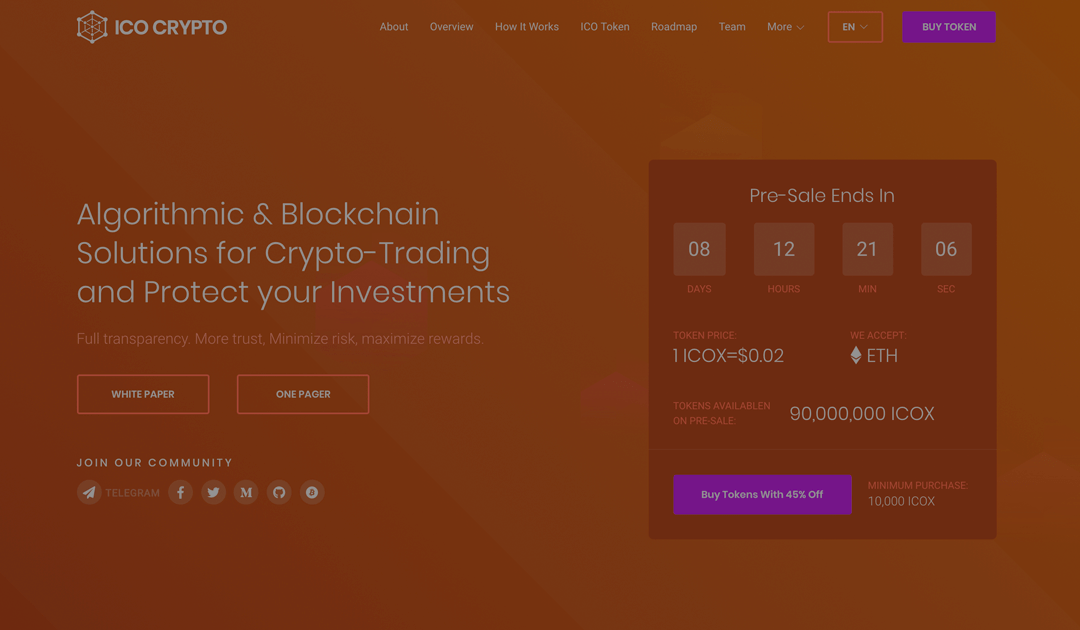 ICO CRYPTO
About Overview How It Works ICO Token Roadmap Team More EN BUY TOKEN
Algorithmic & Blockchain
Solutions for Crypto-Trading
and Protect your Investments
Full transparency. More trust, Minimize risk, maximize rewards.
WHITE PAPER ONE PAGER
JOIN OUR COMMUNITY
TELEGRAM
Pre-Sale Ends In
08 12 21 06
DAYS HOURS MIN SEC
TOKEN PRICE: WE ACCEPT:
1 ICOX=$0.02 ETH
TOKENS AVAILABLEN
ON PRE-SALE:
90,000,000 ICOX
Buy Tokens With 45% Off
MINIMUM PURCHASE:
10,000 ICOX